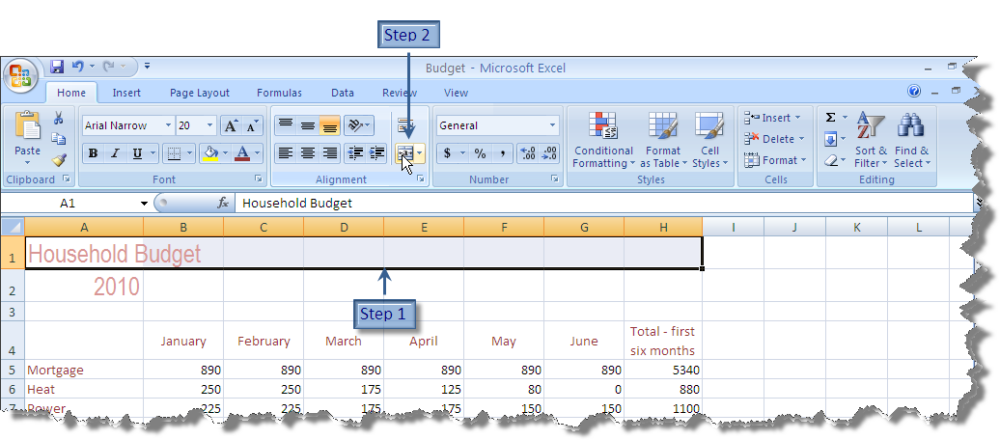 Step 2
Budget - Microsoft Excel
Home Insert Page Layout Formulas Data Review View
Arial Narrow 20 A A General Insert Σ
Paste B I U A $ % , .00 .00 Conditional Formatting Format as Table Cell Styles Delete Format Sort & Filter Find & Select
Clipboard Font Alignment Number Styles Cells Editing
A1 fx Household Budget
A B C D E F G H I J K L
1 Household Budget
2 2010
Step 1
3
4 January February March April May June Total - first six months
5 Mortgage 890 890 890 890 890 890 5340
6 Heat 250 250 175 125 80 0 880
7 Power 225 225 175 175 150 150 1100